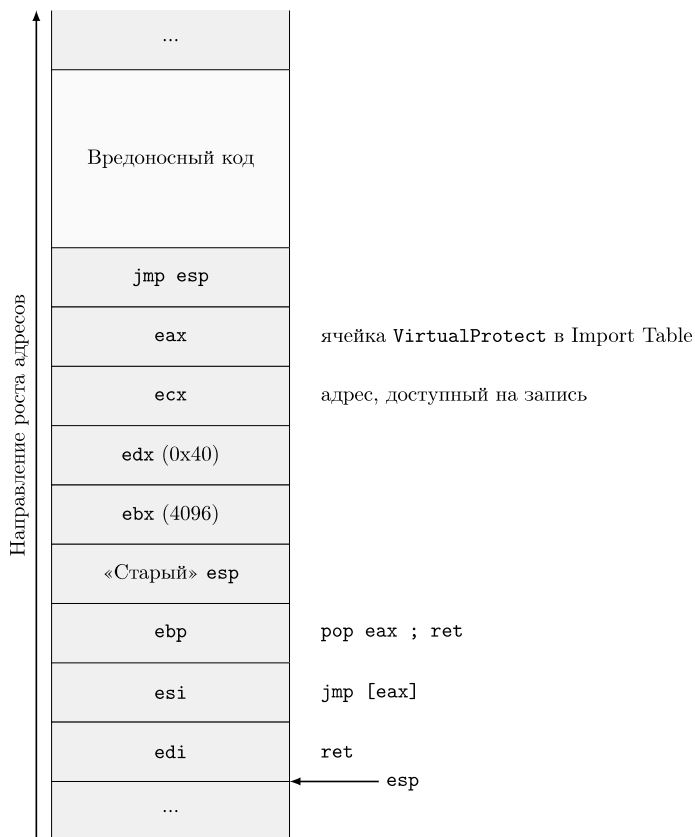 ...
Вредоносный код
jmp esp
eax ячейка VirtualProtect в Import Table
ecx адрес, доступный на запись
edx (0x40)
ebx (4096)
«Старый» esp
ebp pop eax ; ret
esi jmp [eax]
edi ret
esp
...
Направление роста адресов